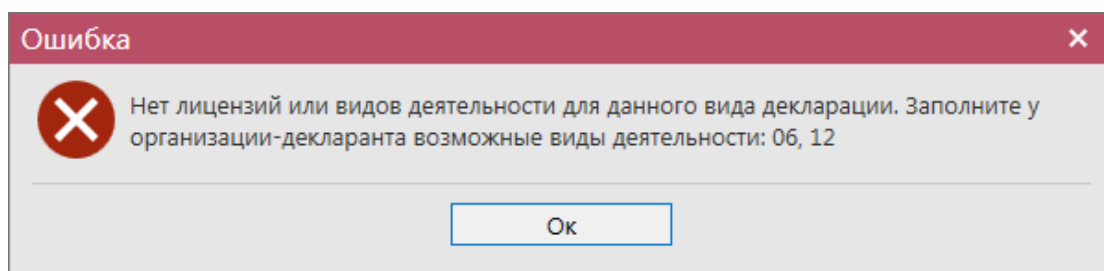 Ошибка
Нет лицензий или видов деятельности для данного вида декларации. Заполните у
организации-декларанта возможные виды деятельности: 06, 12
Ок